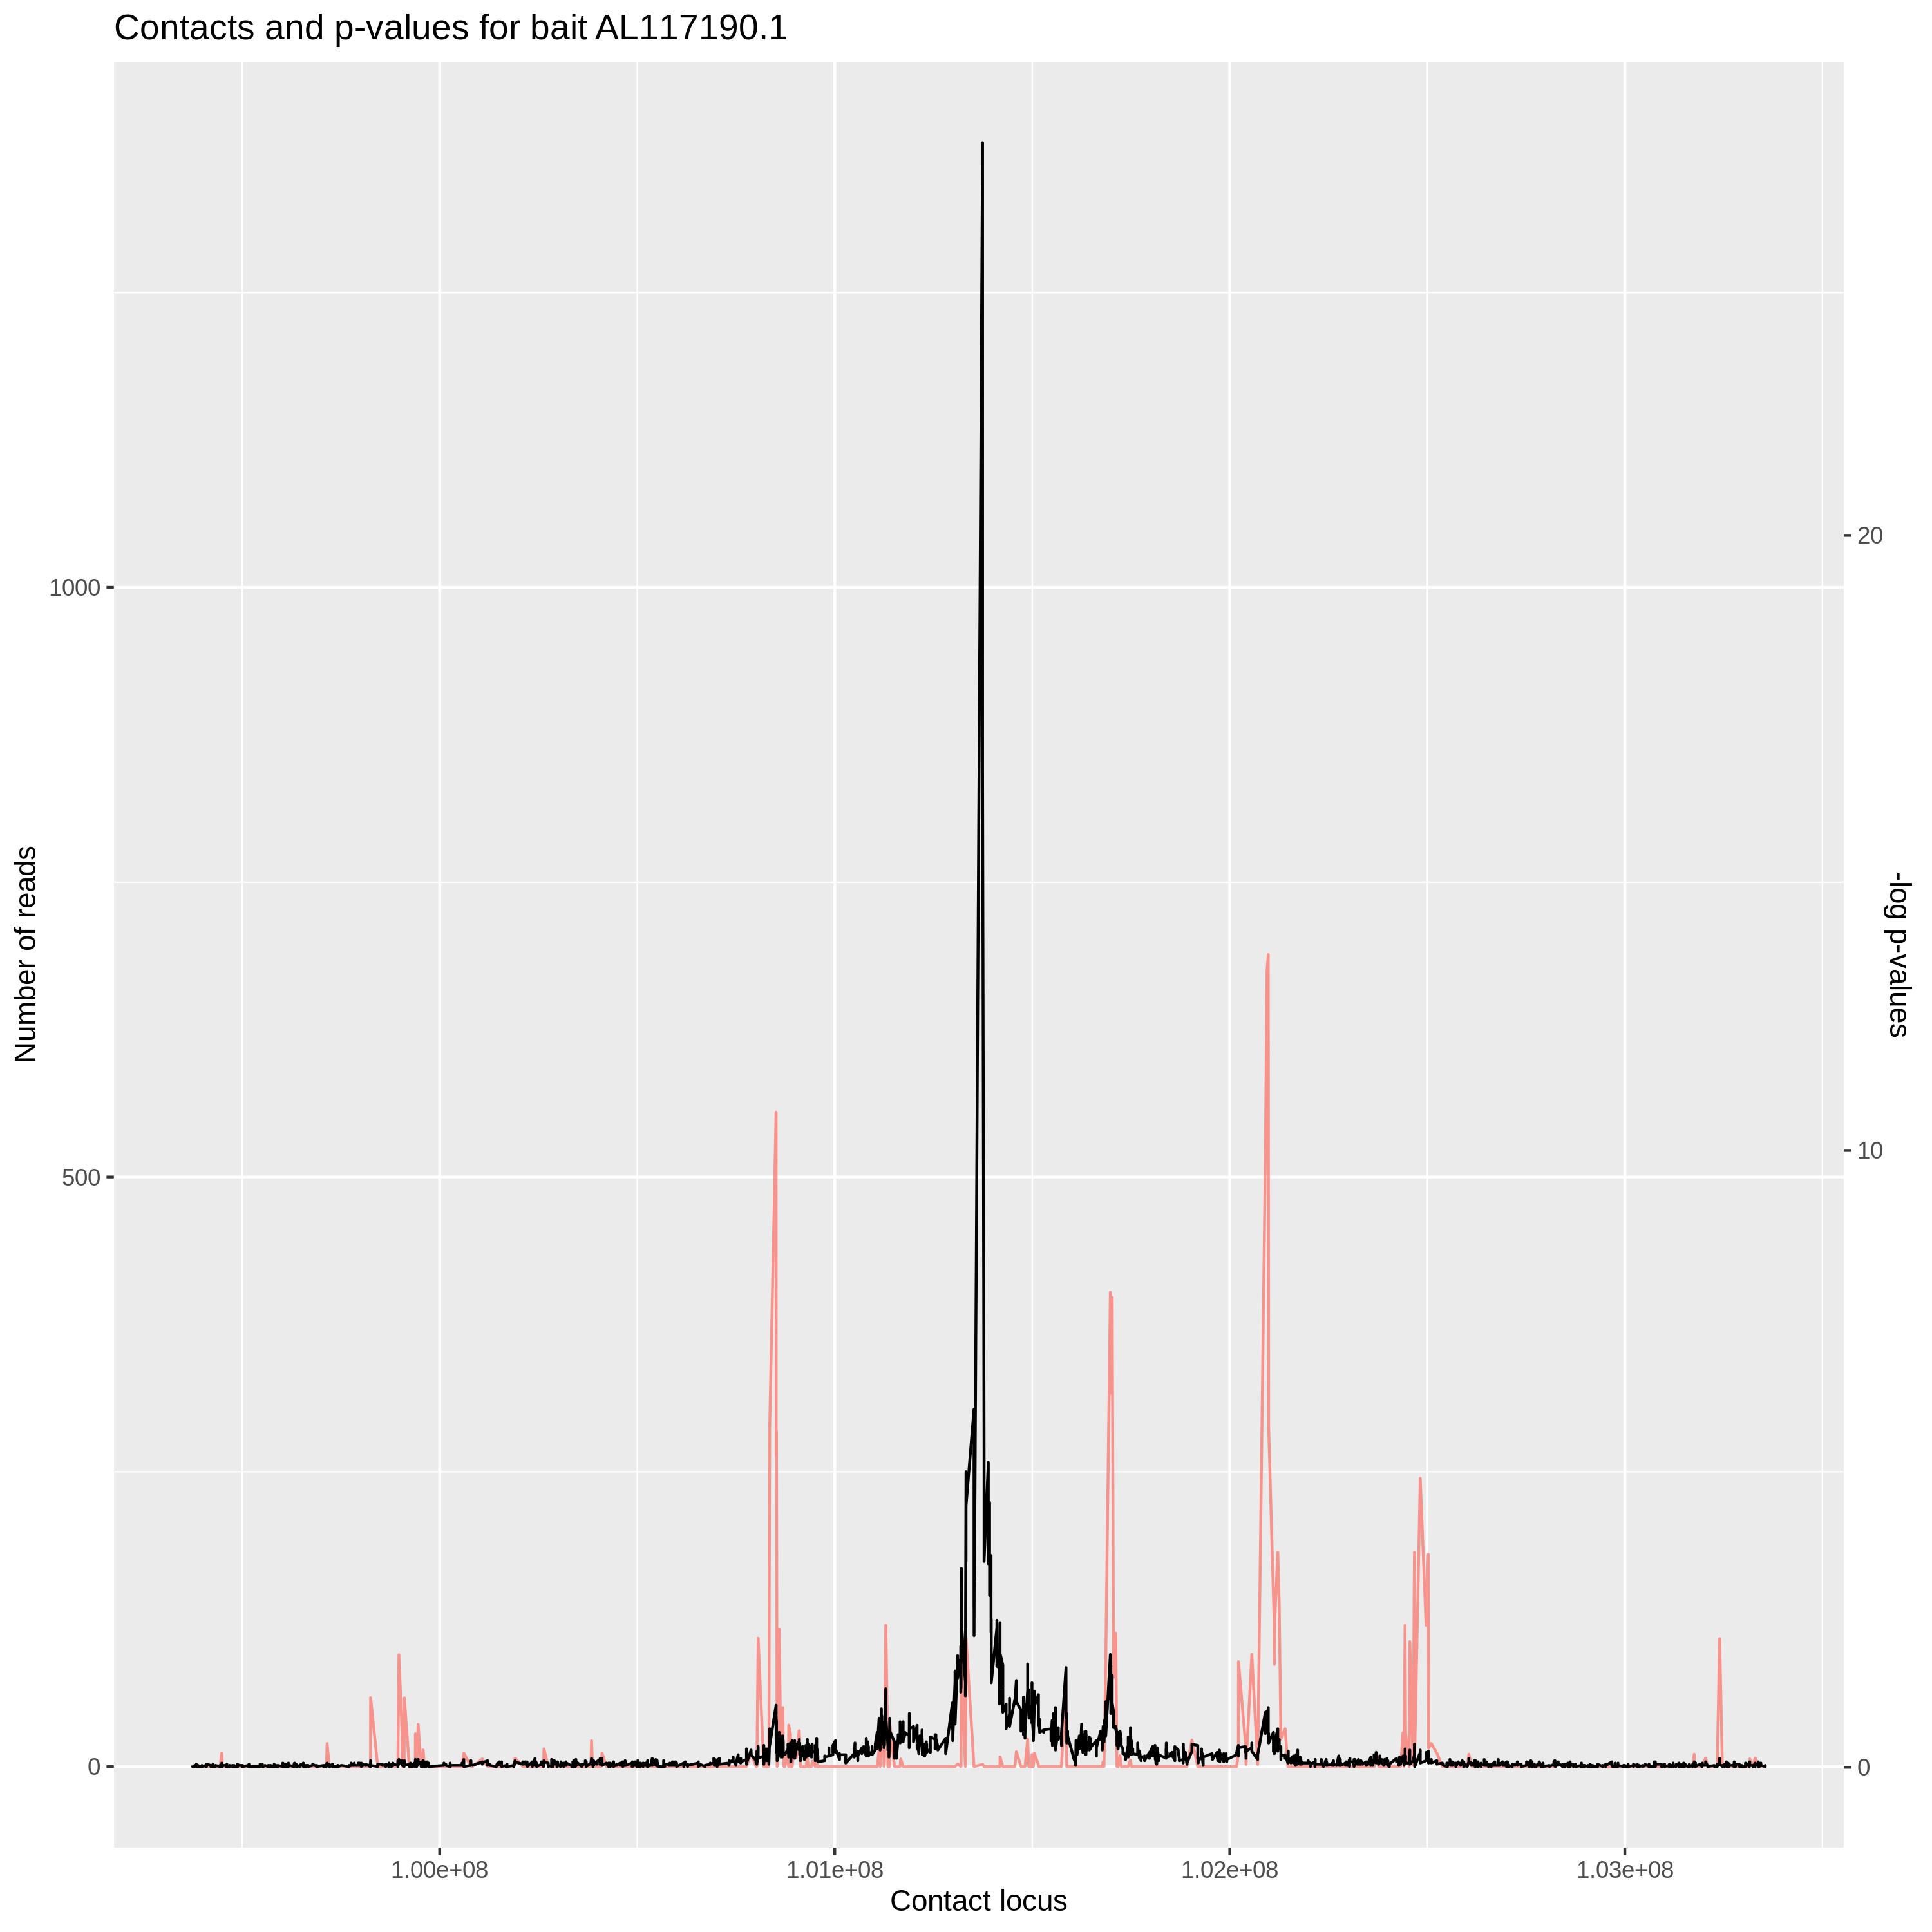 Contacts and p-values for bait AL117190.1
Number of reads
1000
500
0
20
10
0
-log p-values
1.00e+08
1.01e+08
1.02e+08
1.03e+08
Contact locus